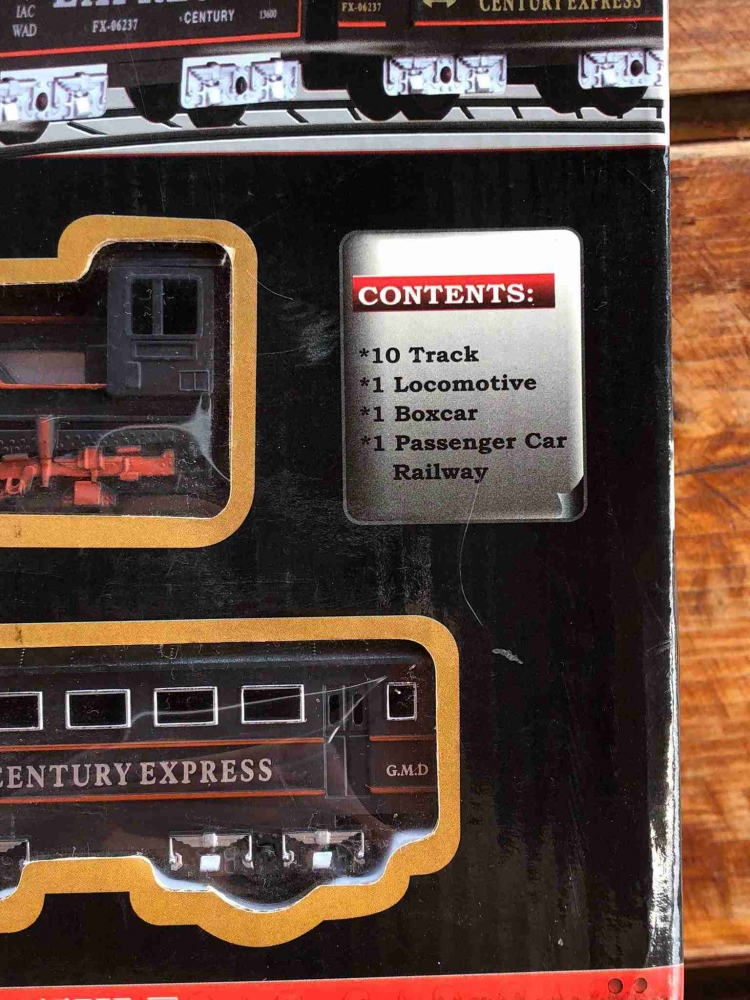 IAC
WAD
FX-06237
CENTURY
13600
FX-06237
CENTURY EXPRESS
CONTENTS:
*10 Track
*1 Locomotive
*1 Boxcar
*1 Passenger Car
Railway
CENTURY EXPRESS
G.M.D